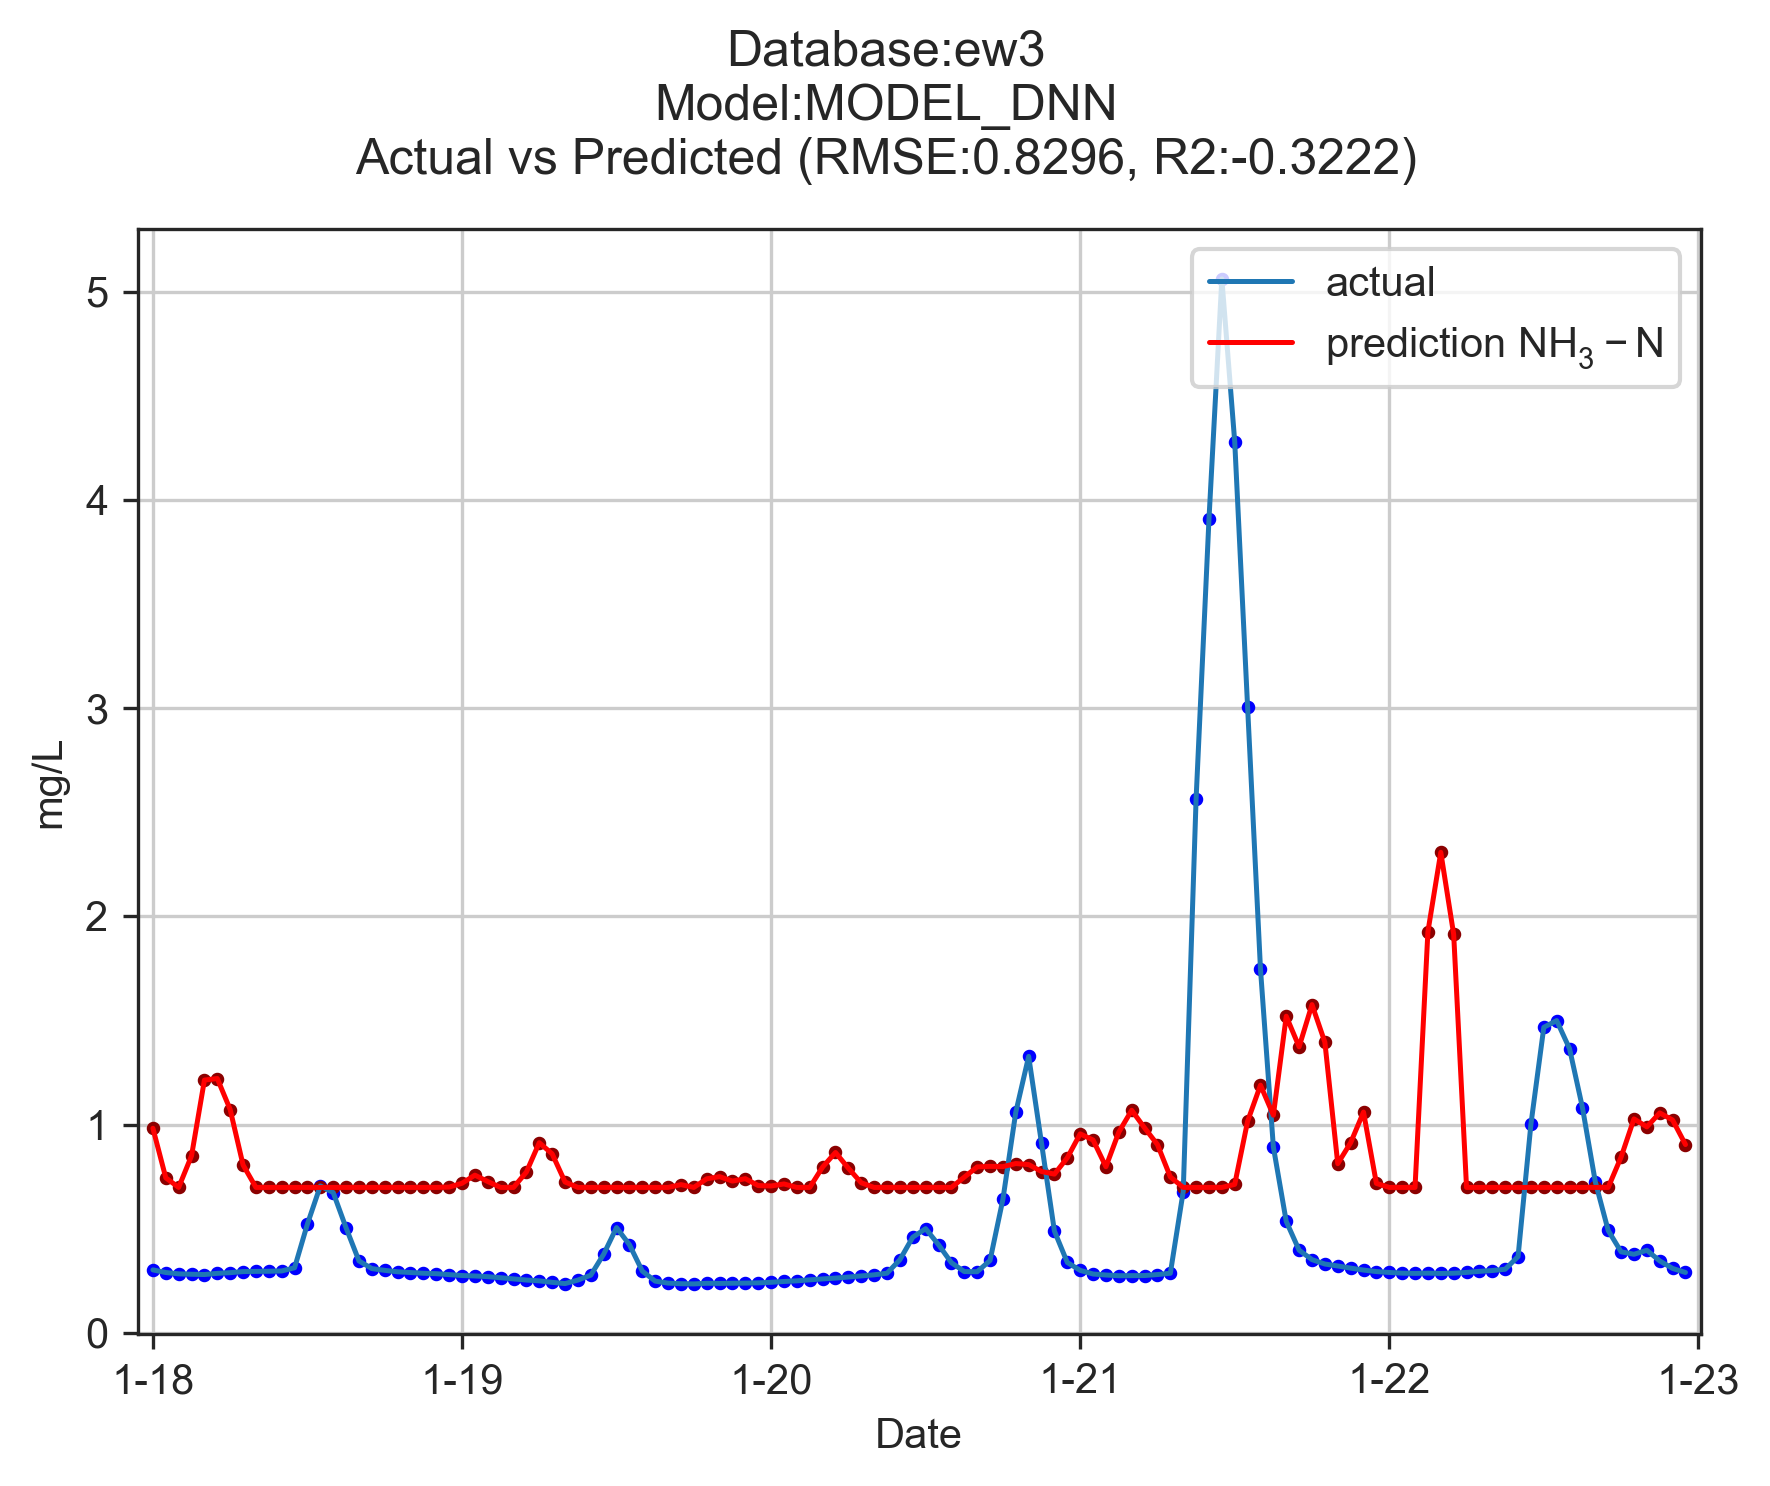 Database:ew3
Model:MODEL_DNN
Actual vs Predicted (RMSE:0.8296, R2:-0.3222)
actual
prediction NH₃ − N
5
4
3
2
1
0
mg/L
1-18 1-19 1-20 1-21 1-22 1-23
Date